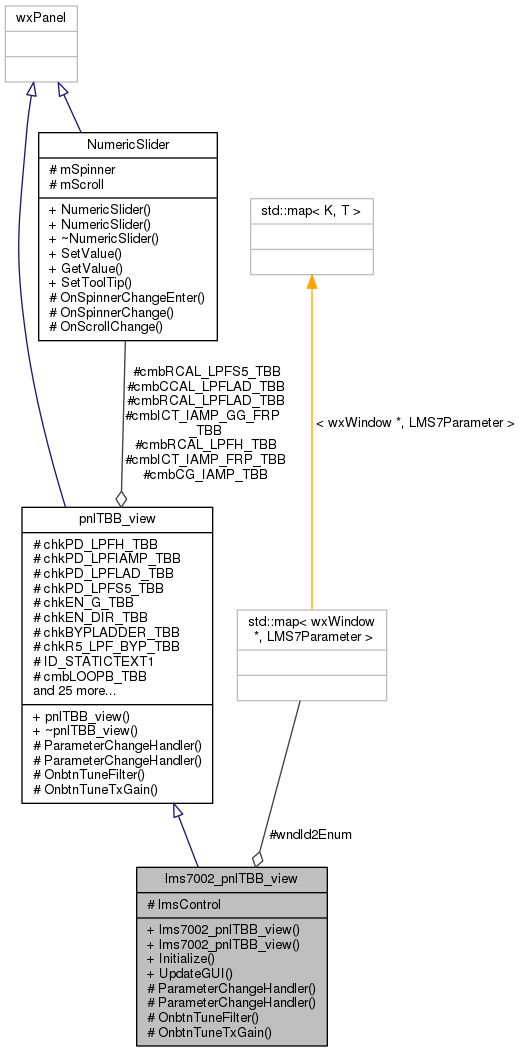 wxPanel
NumericSlider
# mSpinner
# mScroll
+ NumericSlider()
+ NumericSlider()
+ ~NumericSlider()
+ SetValue()
+ GetValue()
+ SetToolTip()
# OnSpinnerChangeEnter()
# OnSpinnerChange()
# OnScrollChange()
std::map< K, T >
#cmbRCAL_LPFS5_TBB
#cmbCCAL_LPFLAD_TBB
#cmbRCAL_LPFLAD_TBB
#cmbICT_IAMP_GG_FRP
_TBB
#cmbRCAL_LPFH_TBB
#cmbICT_IAMP_FRP_TBB
#cmbCG_IAMP_TBB
< wxWindow *, LMS7Parameter >
pnlTBB_view
# chkPD_LPFH_TBB
# chkPD_LPFIAMP_TBB
# chkPD_LPFLAD_TBB
# chkPD_LPFS5_TBB
# chkEN_G_TBB
# chkEN_DIR_TBB
# chkBYPLADDER_TBB
# chkR5_LPF_BYP_TBB
# ID_STATICTEXT1
# cmbLOOPB_TBB
and 25 more...
+ pnlTBB_view()
+ ~pnlTBB_view()
# ParameterChangeHandler()
# ParameterChangeHandler()
# OnbtnTuneFilter()
# OnbtnTuneTxGain()
std::map< wxWindow
*, LMS7Parameter >
#wndId2Enum
lms7002_pnlTBB_view
# lmsControl
+ lms7002_pnlTBB_view()
+ lms7002_pnlTBB_view()
+ Initialize()
+ UpdateGUI()
# ParameterChangeHandler()
# ParameterChangeHandler()
# OnbtnTuneFilter()
# OnbtnTuneTxGain()